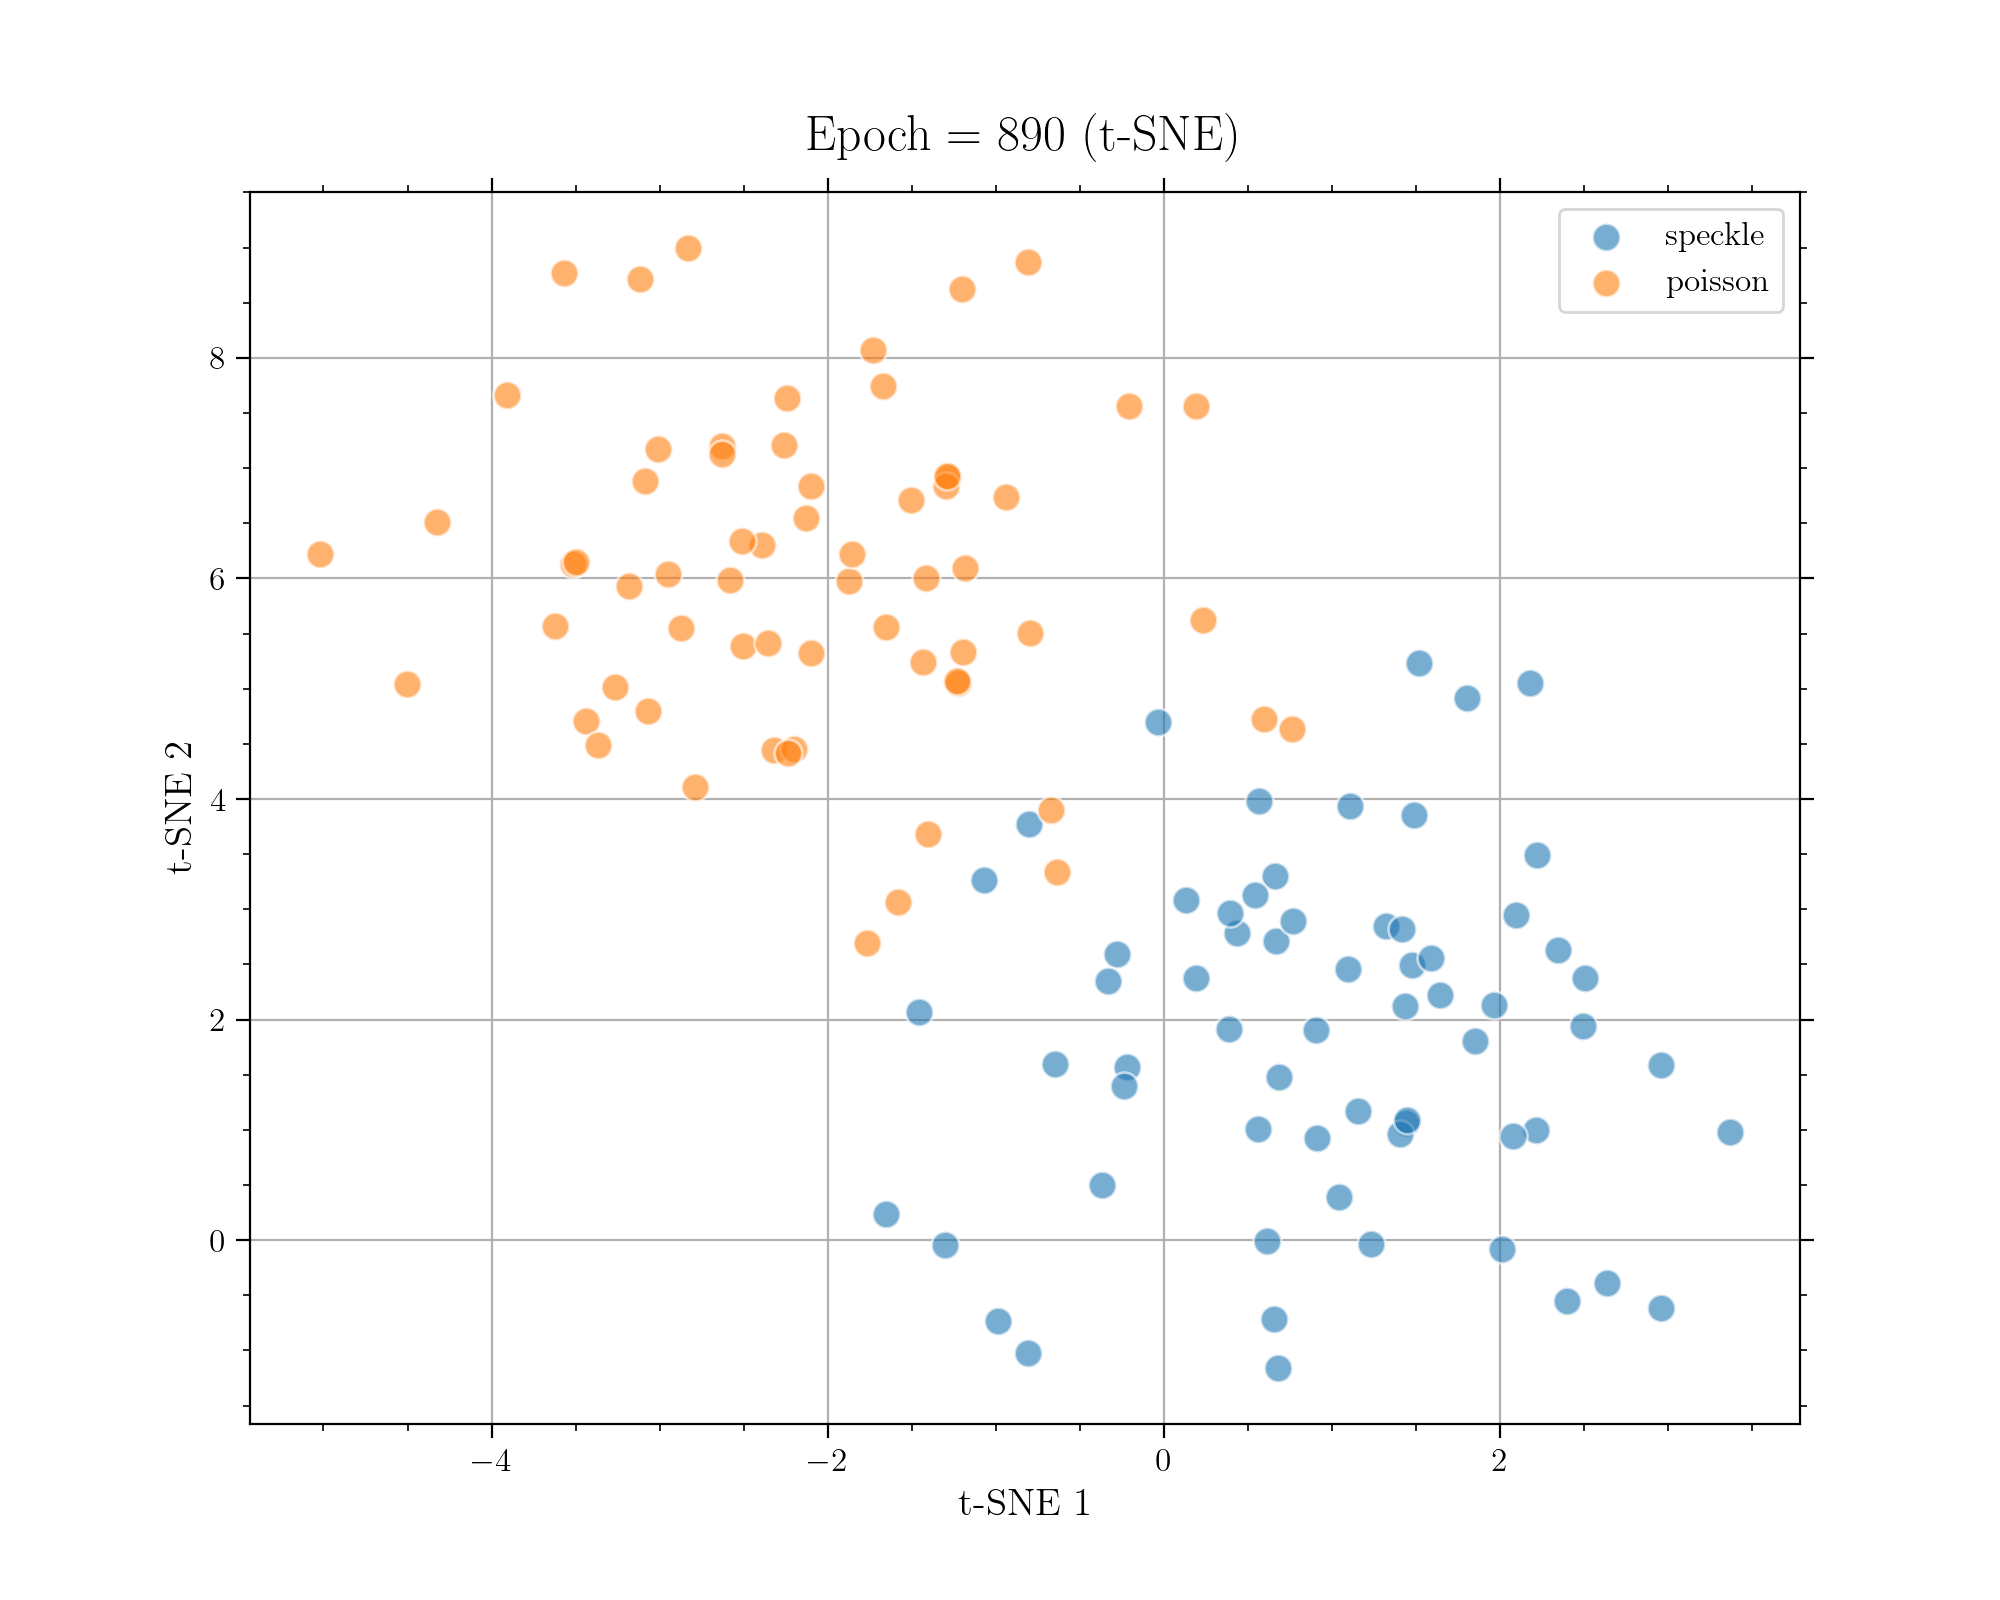 Epoch = 890 (t-SNE)
speckle
poisson
8
6
4
2
0
t-SNE 2
−4
−2
0
2
t-SNE 1